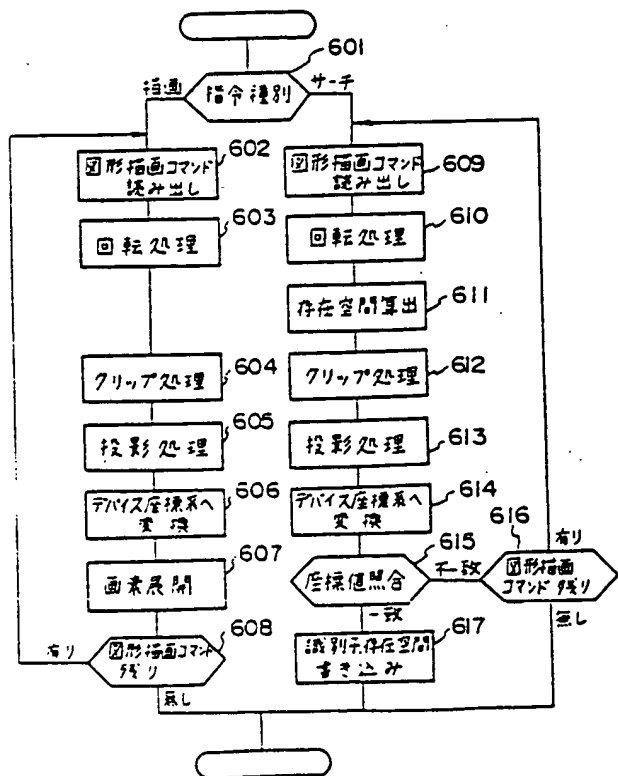 601
描画
指令種別
サーチ
図形描画コマンド
読み出し
602
回転処理
603
クリップ処理
604
投影処理
605
デバイス座標系へ
変換
606
画素展開
607
有り
図形描画コマンド
残り
608
無し
図形描画コマンド
読み出し
609
回転処理
610
存在空間算出
611
クリップ処理
612
投影処理
613
デバイス座標系へ
変換
614
座標値照合
615
不一致
一致
616
有り
図形描画
コマンド残り
無し
識別子,存在空間
書き込み
617